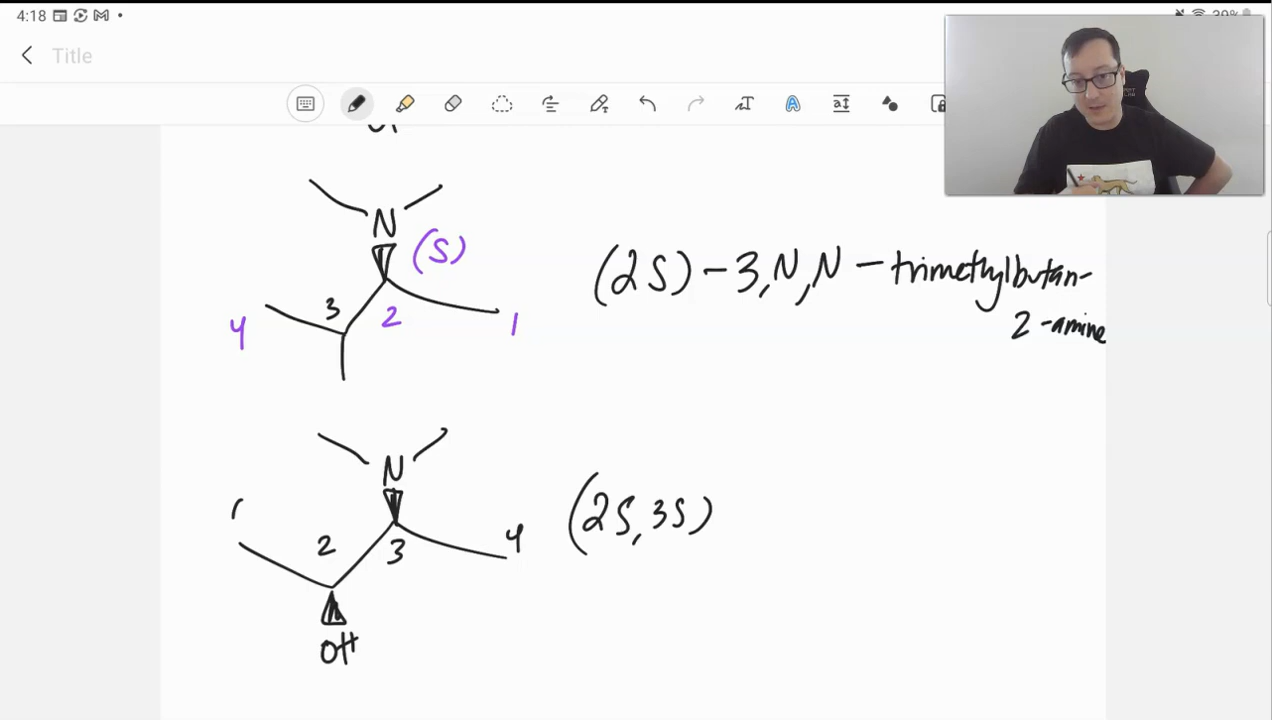 4:18
Title
N
(S)
3
2
4
1
(2S)-3,N,N-trimethylbutan-
2-amine
N
2
3
4
OH
(2S,3S)